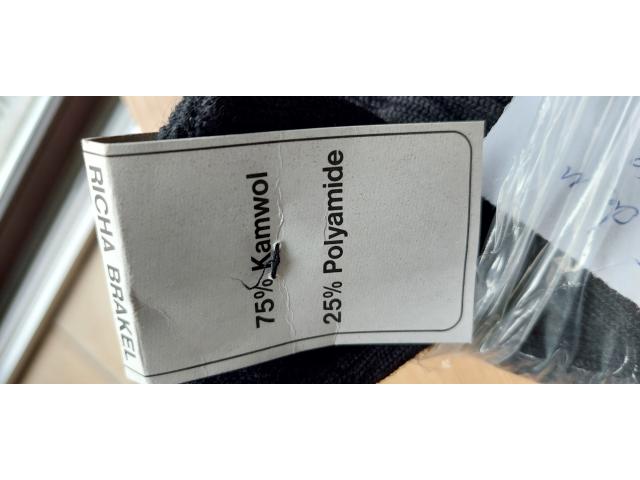 RICHA BRAKEL
75% Kamwol
25% Polyamide